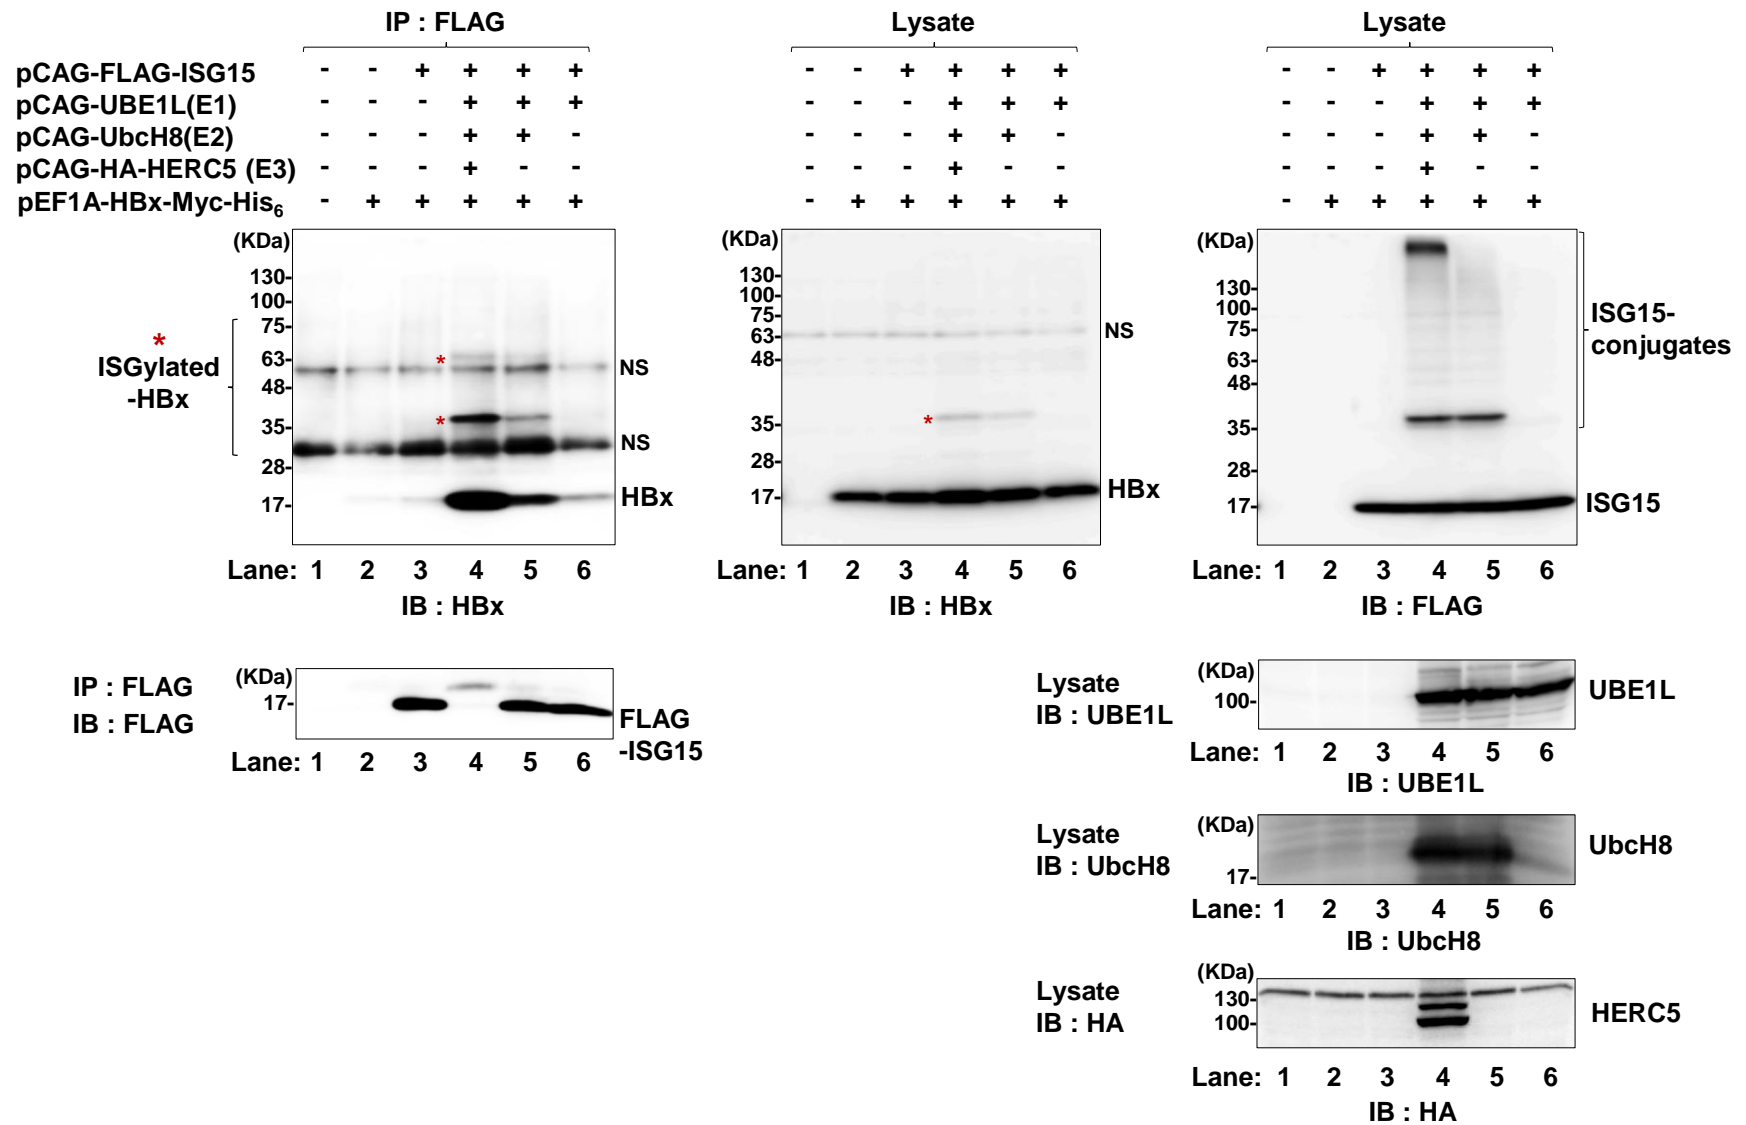 IP : FLAG
Lysate
Lysate
pCAG-FLAG-ISG15 - - + + + + - - + + + + - - + + + +
pCAG-UBE1L(E1) - - - + + + - - - + + + - - - + + +
pCAG-UbcH8(E2) - - - + + - - - - + + - - - - + + -
pCAG-HA-HERC5 (E3) - - - + - - - - - + - - - - - + - -
pEF1A-HBx-Myc-His₆ - + + + + + - + + + + + - + + + + +
(KDa)
130-
100-
75-
63-
48-
35-
28-
17-
*
ISGylated
-HBx
*
*
NS
NS
HBx
Lane: 1 2 3 4 5 6
IB : HBx
(KDa)
130-
100-
75-
63-
48-
35-
28-
17-
*
NS
HBx
Lane: 1 2 3 4 5 6
IB : HBx
(KDa)
130-
100-
75-
63-
48-
35-
28-
17-
ISG15-
conjugates
ISG15
Lane: 1 2 3 4 5 6
IB : FLAG
IP : FLAG
IB : FLAG
(KDa)
17-
FLAG
-ISG15
Lane: 1 2 3 4 5 6
Lysate
IB : UBE1L
(KDa)
100-
UBE1L
Lane: 1 2 3 4 5 6
IB : UBE1L
Lysate
IB : UbcH8
(KDa)
17-
UbcH8
Lane: 1 2 3 4 5 6
IB : UbcH8
Lysate
IB : HA
(KDa)
130-
100-
HERC5
Lane: 1 2 3 4 5 6
IB : HA